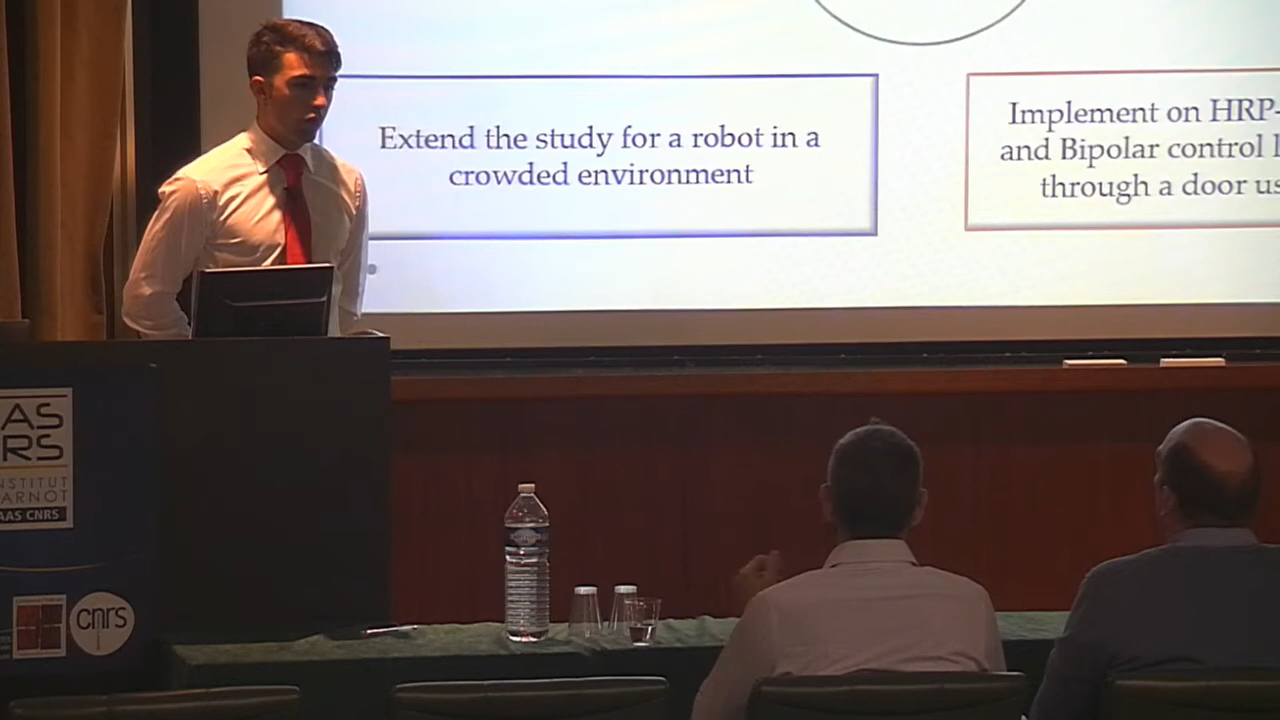 Extend the study for a robot in a
crowded environment
Implement on HRP-
and Bipolar control
through a door us
AS
RS
NSTITUT
ARNOT
AAS CNRS
cnrs